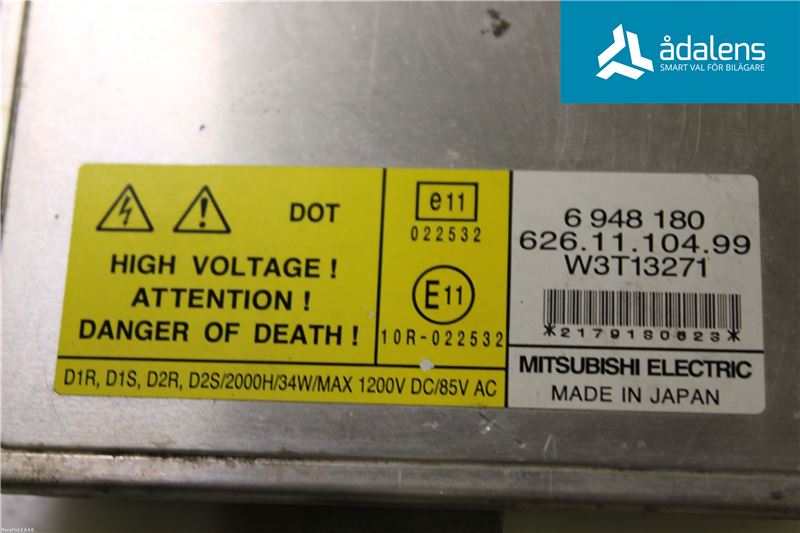 ådalens
SMART VAL FÖR BILÄGARE
DOT
HIGH VOLTAGE !
ATTENTION !
DANGER OF DEATH !
e11
022532
E11
10R-022532
D1R, D1S, D2R, D2S/2000H/34W/MAX 1200V DC/85V AC
6 948 180
626.11.104.99
W3T13271
*21791S0623*
MITSUBISHI ELECTRIC
MADE IN JAPAN